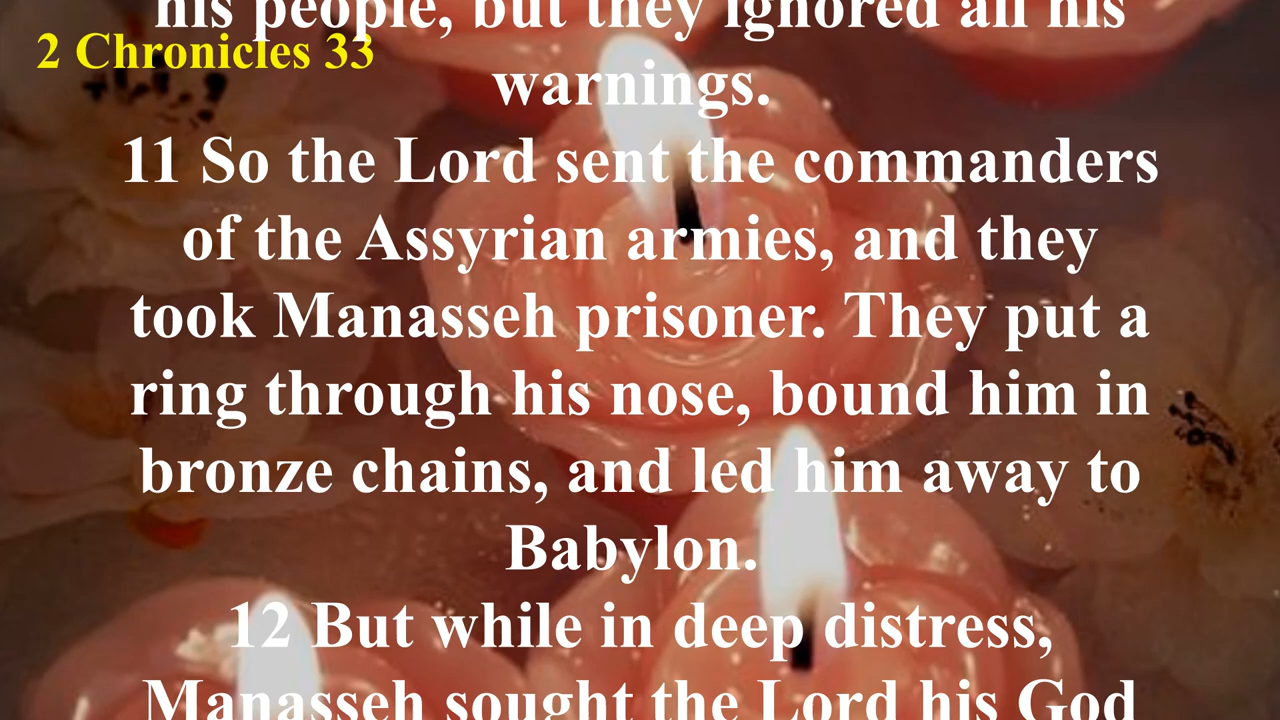 his people, but they ignored all his
2 Chronicles 33
warnings.
11 So the Lord sent the commanders
of the Assyrian armies, and they
took Manasseh prisoner. They put a
ring through his nose, bound him in
bronze chains, and led him away to
Babylon.
12 But while in deep distress,
Manasseh sought the Lord his God